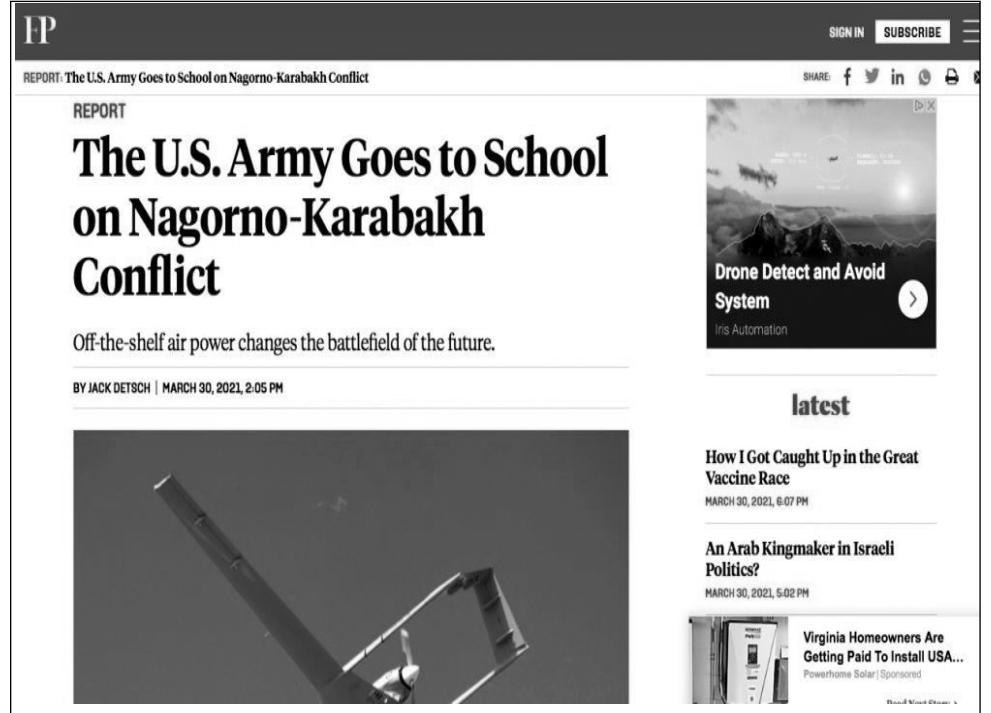 FP
SIGN IN
SUBSCRIBE
REPORT: The U.S. Army Goes to School on Nagorno-Karabakh Conflict
SHARE:
REPORT
The U.S. Army Goes to School
on Nagorno-Karabakh
Conflict
Off-the-shelf air power changes the battlefield of the future.
BY JACK DETSCH | MARCH 30, 2021, 2:05 PM
Drone Detect and Avoid
System
Iris Automation
latest
How I Got Caught Up in the Great
Vaccine Race
MARCH 30, 2021, 6:07 PM
An Arab Kingmaker in Israeli
Politics?
MARCH 30, 2021, 5:02 PM
Virginia Homeowners Are
Getting Paid To Install USA...
Powerhome Solar | Sponsored
Read Next Story >